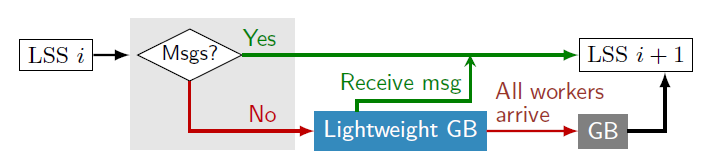 LSS i
Msgs?
Yes
LSS i + 1
Receive msg
No
Lightweight GB
All workers
arrive
GB